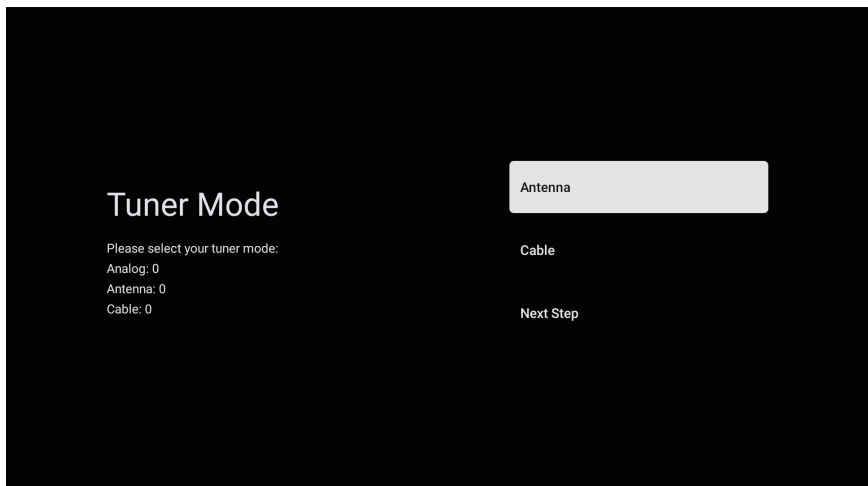 Tuner Mode
Please select your tuner mode:
Analog: 0
Antenna: 0
Cable: 0
Antenna
Cable
Next Step